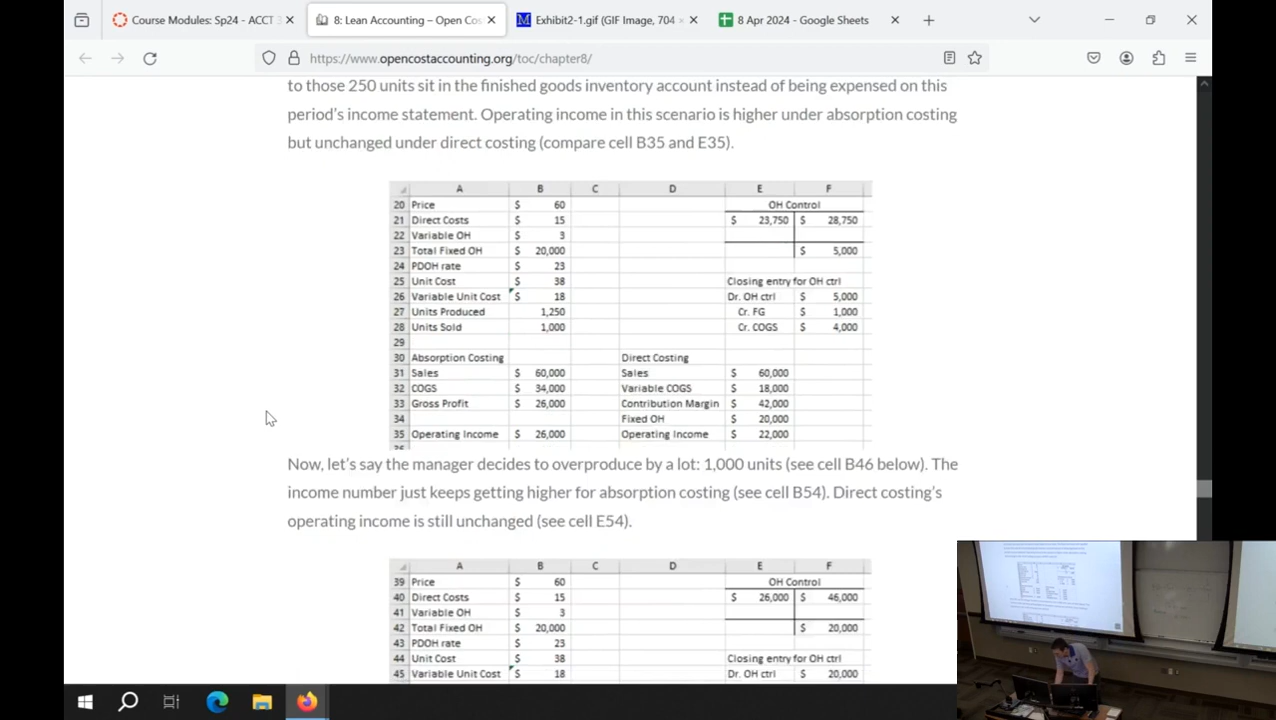 Course Modules: Sp24 - ACCT 3
8: Lean Accounting – Open Cos
Exhibit2-1.gif (GIF Image, 704 ×
8 Apr 2024 - Google Sheets
https://www.opencostaccounting.org/toc/chapter8/
to those 250 units sit in the finished goods inventory account instead of being expensed on this
period's income statement. Operating income in this scenario is higher under absorption costing
but unchanged under direct costing (compare cell B35 and E35).
A B C D E F
20 Price $ 60 OH Control
21 Direct Costs $ 15 $ 23,750 $ 28,750
22 Variable OH $ 3
23 Total Fixed OH $ 20,000 $ 5,000
24 PDOH rate $ 23
25 Unit Cost $ 38 Closing entry for OH ctrl
26 Variable Unit Cost $ 18 Dr. OH ctrl $ 5,000
27 Units Produced 1,250 Cr. FG $ 1,000
28 Units Sold 1,000 Cr. COGS $ 4,000
29
30 Absorption Costing Direct Costing
31 Sales $ 60,000 Sales $ 60,000
32 COGS $ 34,000 Variable COGS $ 18,000
33 Gross Profit $ 26,000 Contribution Margin $ 42,000
34 Fixed OH $ 20,000
35 Operating Income $ 26,000 Operating Income $ 22,000
Now, let's say the manager decides to overproduce by a lot: 1,000 units (see cell B46 below). The
income number just keeps getting higher for absorption costing (see cell B54). Direct costing's
operating income is still unchanged (see cell E54).
A B C D E F
39 Price $ 60 OH Control
40 Direct Costs $ 15 $ 26,000 $ 46,000
41 Variable OH $ 3
42 Total Fixed OH $ 20,000 $ 20,000
43 PDOH rate $ 23
44 Unit Cost $ 38 Closing entry for OH ctrl
45 Variable Unit Cost $ 18 Dr. OH ctrl $ 20,000